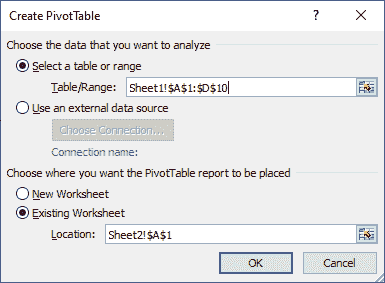 Create PivotTable
Choose the data that you want to analyze
Select a table or range
Table/Range: Sheet1!$A$1:$D$10
Use an external data source
Choose Connection...
Connection name:
Choose where you want the PivotTable report to be placed
New Worksheet
Existing Worksheet
Location: Sheet2!$A$1
OK Cancel